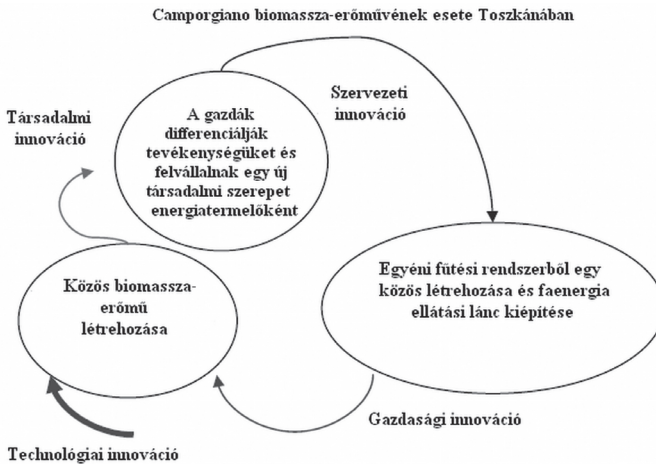 Camporgiano biomassza-erőművének esete Toszkánában
Társadalmi
innováció
A gazdák
differenciálják
tevékenységüket és
felvállalnak egy új
társadalmi szerepet
energiatermelőként
Szervezeti
innováció
Egyéni fűtési rendszerből egy
közös létrehozása és faenergia
ellátási lánc kiépítése
Közös biomassza-
erőmű
létrehozása
Gazdasági innováció
Technológiai innováció